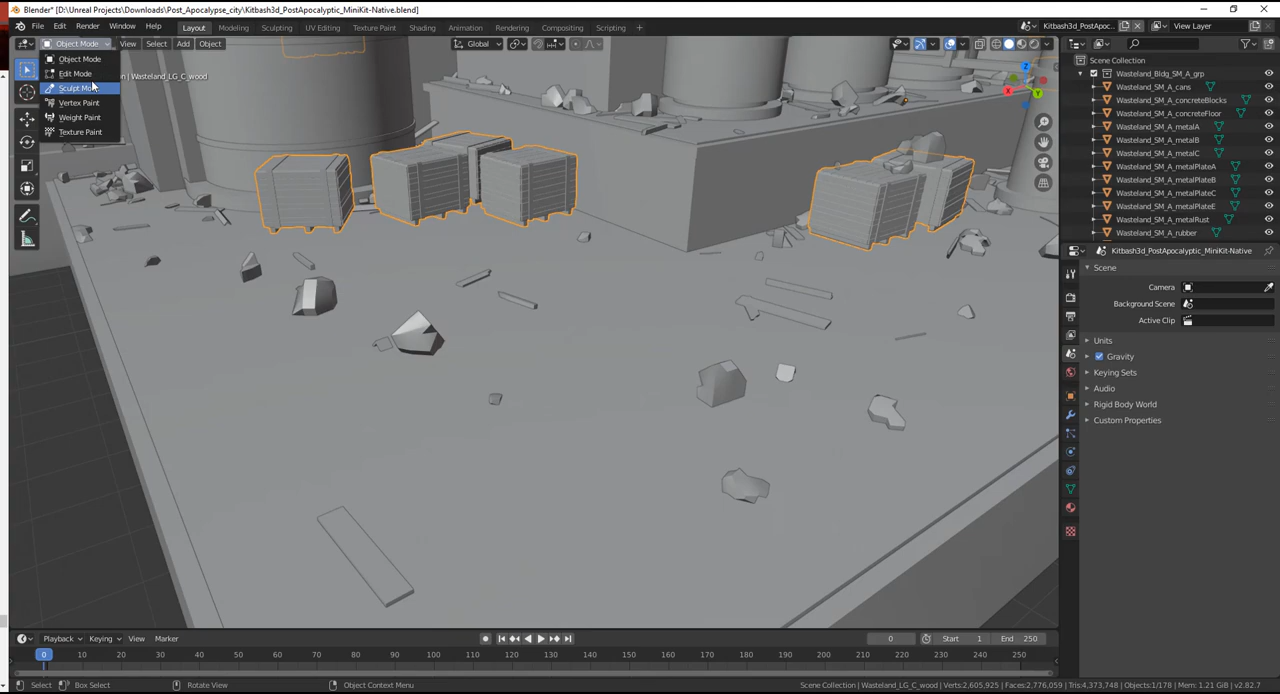 Blender* [D:\Unreal Projects\Downloads\Post_Apocalypse_city\Kitbash3d_PostApocalyptic_MiniKit-Native.blend]
File Edit Render Window Help Layout Modeling Sculpting UV Editing Texture Paint Shading Animation Rendering Compositing Scripting Kitbash3d_PostApoc... View Layer
Object Mode View Select Add Object Global
Object Mode
Edit Mode
Sculpt Mo
Vertex Paint
Weight Paint
Texture Paint
| Wasteland_LG_C_wood
Scene Collection
Wasteland_Bldg_SM_A_grp
Wasteland_SM_A_cans
Wasteland_SM_A_concreteBlocks
Wasteland_SM_A_concreteFloor
Wasteland_SM_A_metalA
Wasteland_SM_A_metalB
Wasteland_SM_A_metalC
Wasteland_SM_A_metalPlateA
Wasteland_SM_A_metalPlateB
Wasteland_SM_A_metalPlateC
Wasteland_SM_A_metalPlateE
Wasteland_SM_A_metalRust
Wasteland_SM_A_rubber
Kitbash3d_PostApocalyptic_MiniKit-Native
Scene
Camera
Background Scene
Active Clip
Units
Gravity
Keying Sets
Audio
Rigid Body World
Custom Properties
Z
X
Y
Playback Keying View Marker 0 Start 1 End 250
0 10 20 30 40 50 60 70 80 90 100 110 120 130 140 150 160 170 180 190 200 210 220 230 240 250
Select Box Select Rotate View Object Context Menu Scene Collection | Wasteland_LG_C_wood | Verts:2,605,925 | Faces:2,776,059 | Tris:4,373,748 | Objects:1/178 | Mem: 1.21 GiB | v2.82.7